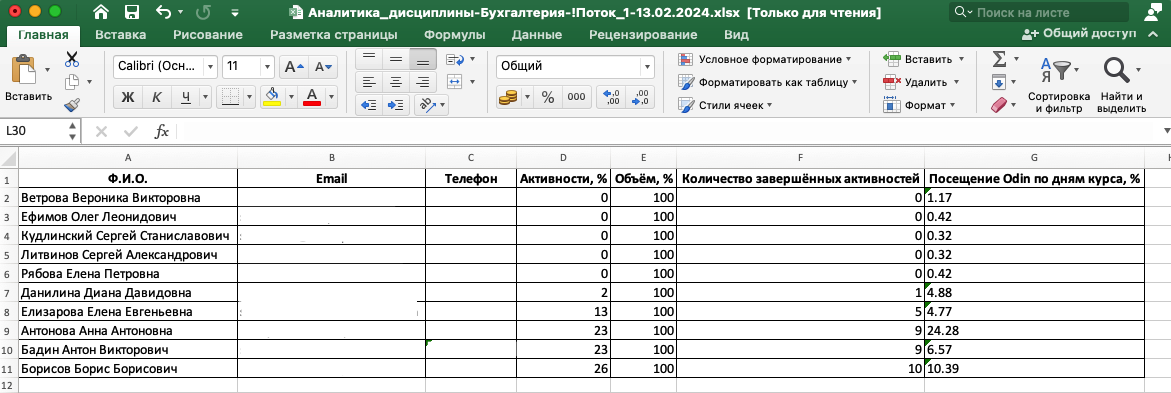 Аналитика_дисциплины-Бухгалтерия-!Поток_1-13.02.2024.xlsx [Только для чтения]
Поиск на листе
Главная Вставка Рисование Разметка страницы Формулы Данные Рецензирование Вид
Общий доступ
Вставить
Calibri (Осн... 11 A A
Ж К Ч А
Общий
% 000
Условное форматирование
Форматировать как таблицу
Стили ячеек
Вставить
Удалить
Формат
Сортировка и фильтр
Найти и выделить
L30 fx
A B C D E F G
1 Ф.И.О. Email Телефон Активности, % Объём, % Количество завершённых активностей Посещение Odin по дням курса, %
2 Ветрова Вероника Викторовна 0 100 0 1.17
3 Ефимов Олег Леонидович 0 100 0 0.42
4 Кудлинский Сергей Станиславович 0 100 0 0.32
5 Литвинов Сергей Александрович 0 100 0 0.32
6 Рябова Елена Петровна 0 100 0 0.42
7 Данилина Диана Давидовна 2 100 1 4.88
8 Елизарова Елена Евгеньевна 13 100 5 4.77
9 Антонова Анна Антоновна 23 100 9 24.28
10 Бадин Антон Викторович 23 100 9 6.57
11 Борисов Борис Борисович 26 100 10 10.39
12